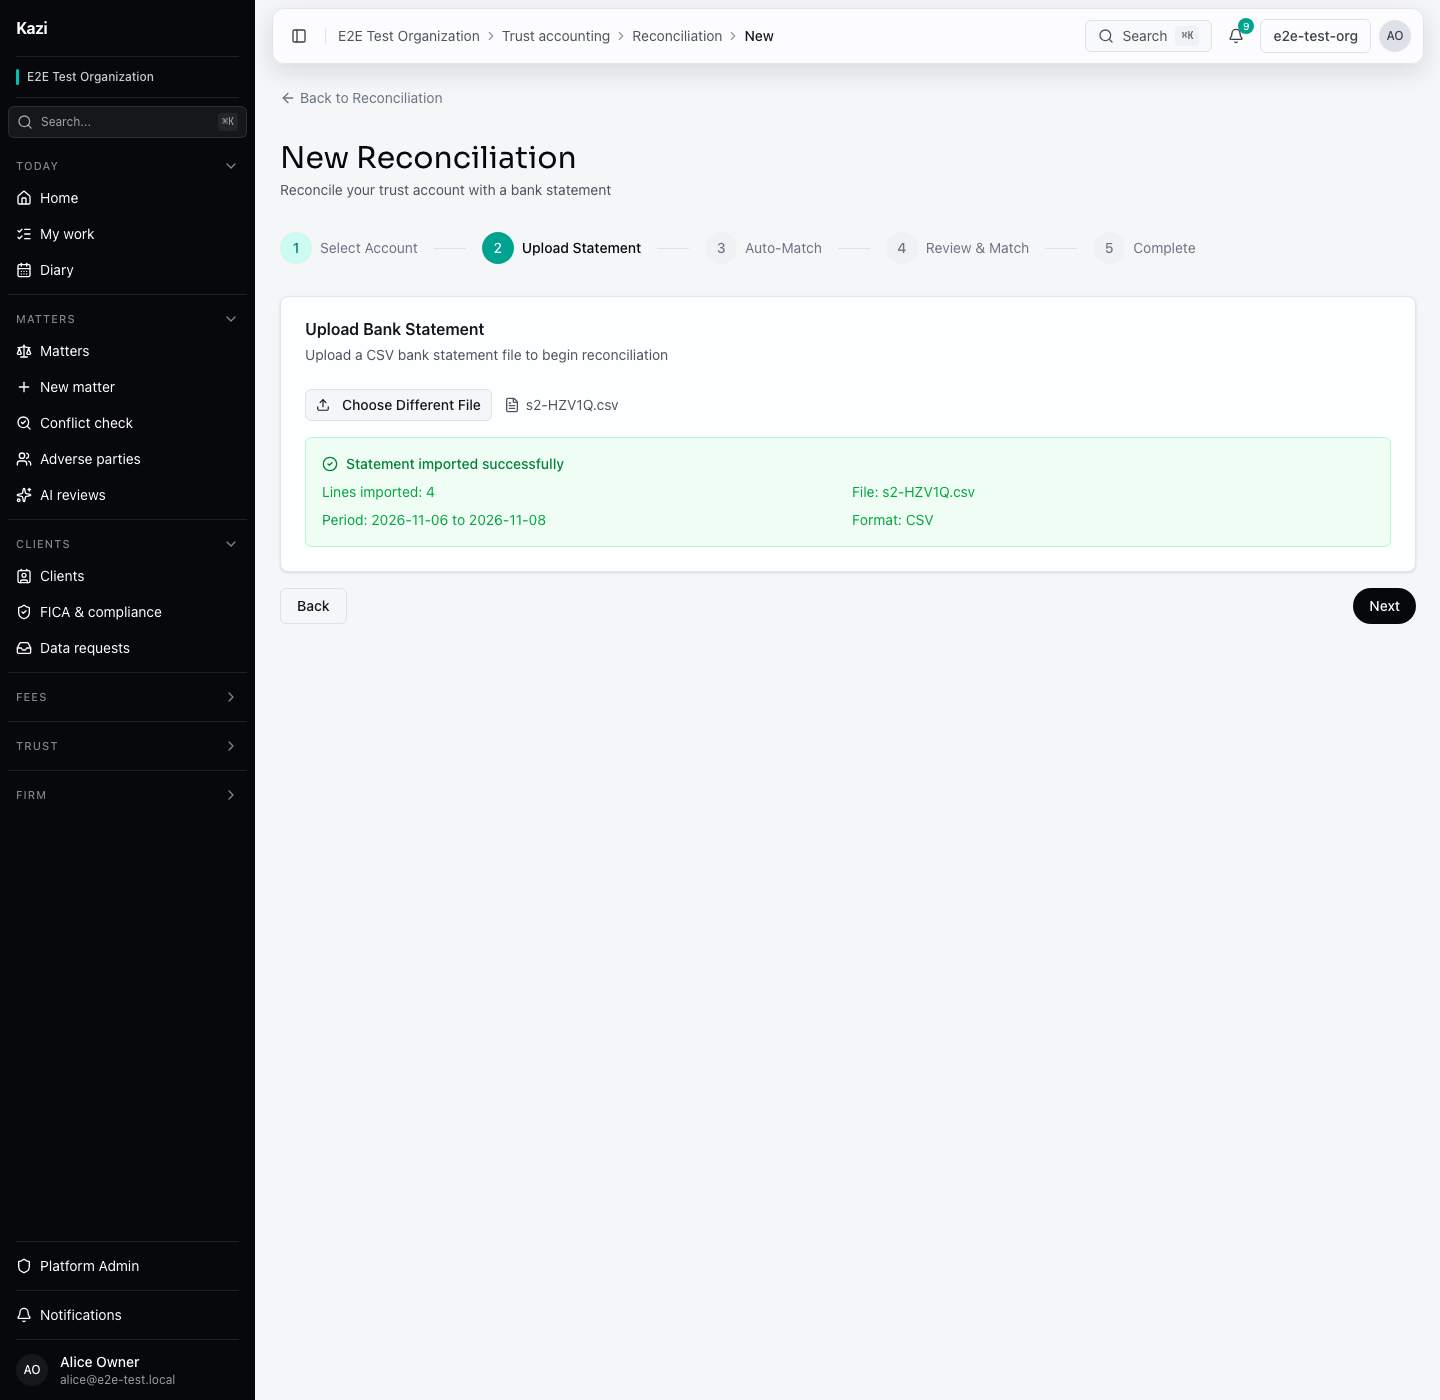 Kazi
E2E Test Organization
Search... ⌘K
TODAY
Home
My work
Diary
MATTERS
Matters
New matter
Conflict check
Adverse parties
AI reviews
CLIENTS
Clients
FICA & compliance
Data requests
FEES
TRUST
FIRM
Platform Admin
Notifications
AO
Alice Owner
alice@e2e-test.local
E2E Test Organization > Trust accounting > Reconciliation > New
Search ⌘K
9
e2e-test-org
AO
Back to Reconciliation
New Reconciliation
Reconcile your trust account with a bank statement
1 Select Account
2 Upload Statement
3 Auto-Match
4 Review & Match
5 Complete
Upload Bank Statement
Upload a CSV bank statement file to begin reconciliation
Choose Different File
s2-HZV1Q.csv
Statement imported successfully
Lines imported: 4
File: s2-HZV1Q.csv
Period: 2026-11-06 to 2026-11-08
Format: CSV
Back
Next